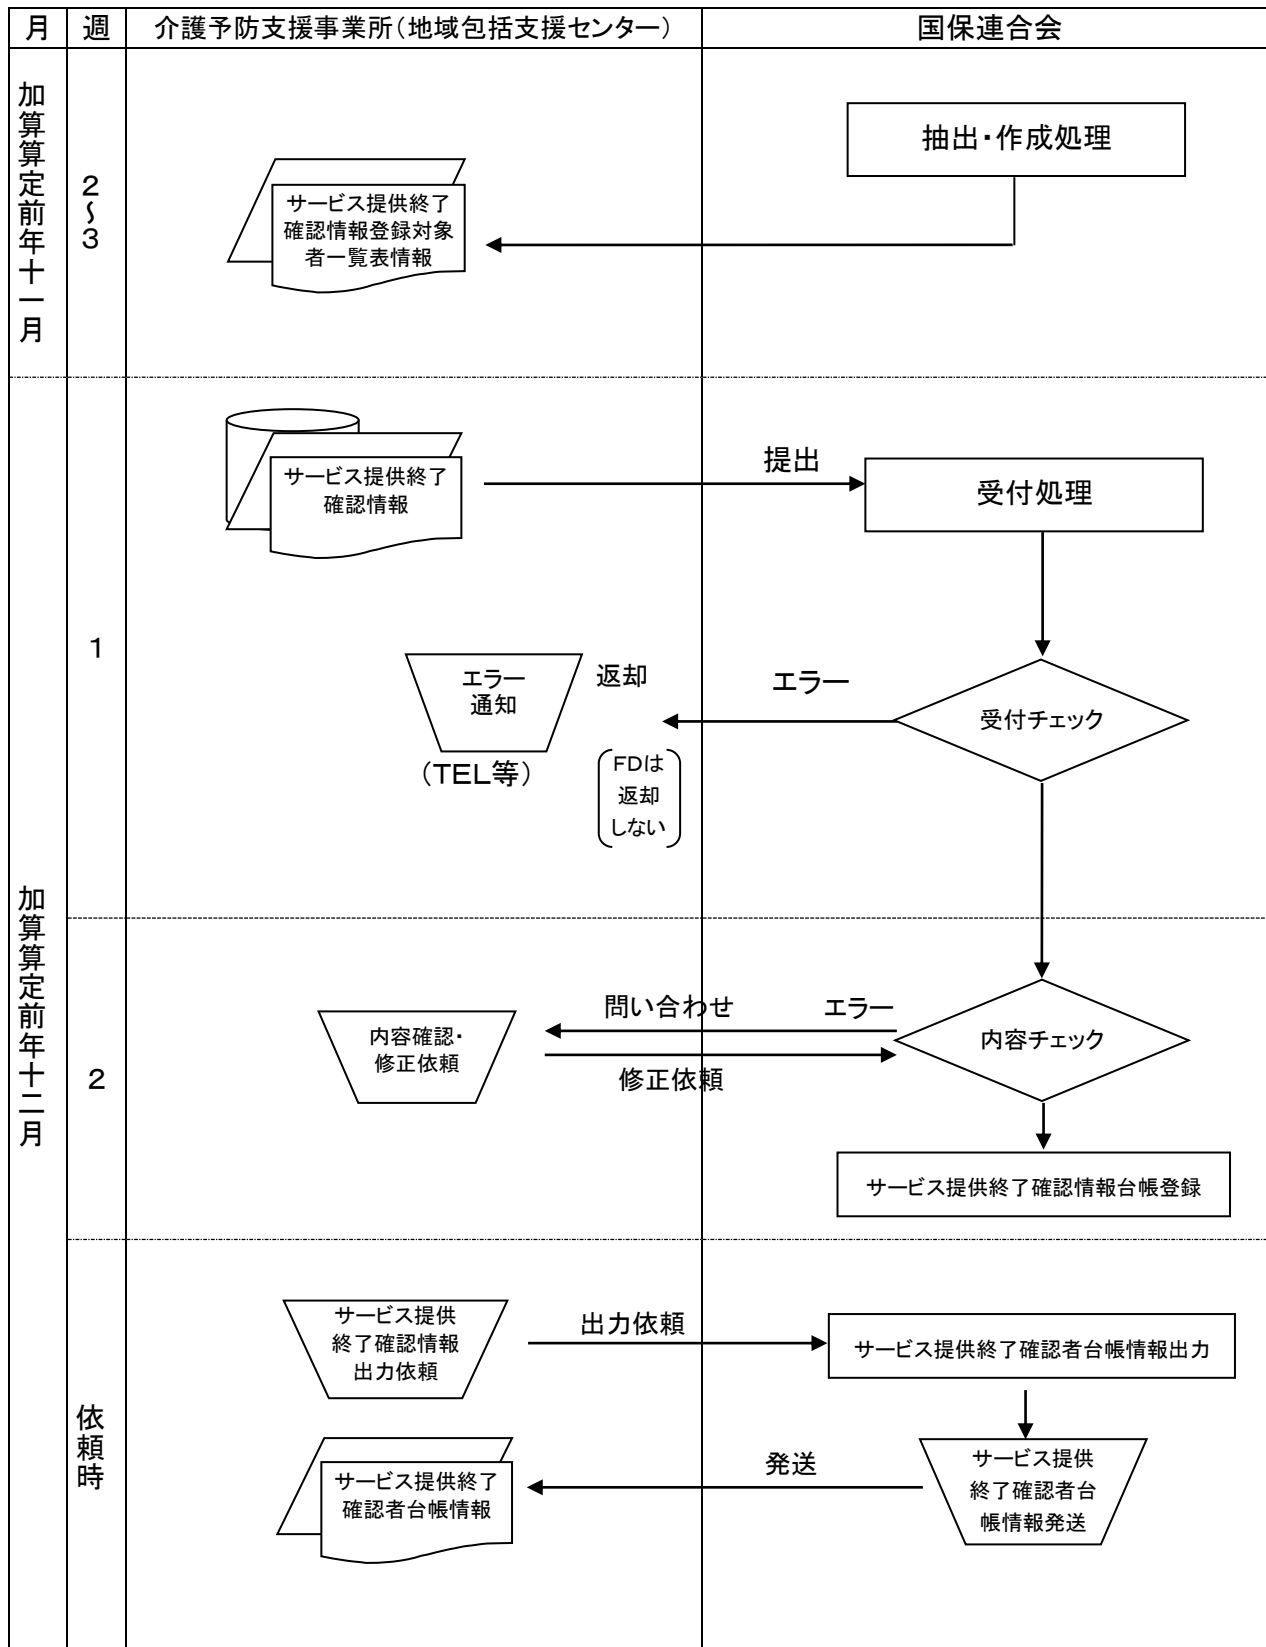 月 週 介護予防支援事業所（地域包括支援センター） 国保連合会
加算算定前年十一月
2～3
抽出・作成処理
サービス提供終了
確認情報登録対象
者一覧表情報
加算算定前年十二月
1
サービス提供終了
確認情報
提出
受付処理
エラー
通知
（TEL等）
返却
エラー
受付チェック
FDは
返却
しない
2
内容確認・
修正依頼
問い合わせ
エラー
修正依頼
内容チェック
サービス提供終了確認情報台帳登録
依頼時
サービス提供
終了確認情報
出力依頼
出力依頼
サービス提供終了確認者台帳情報出力
サービス提供終了
確認者台帳情報
発送
サービス提供
終了確認者台
帳情報発送